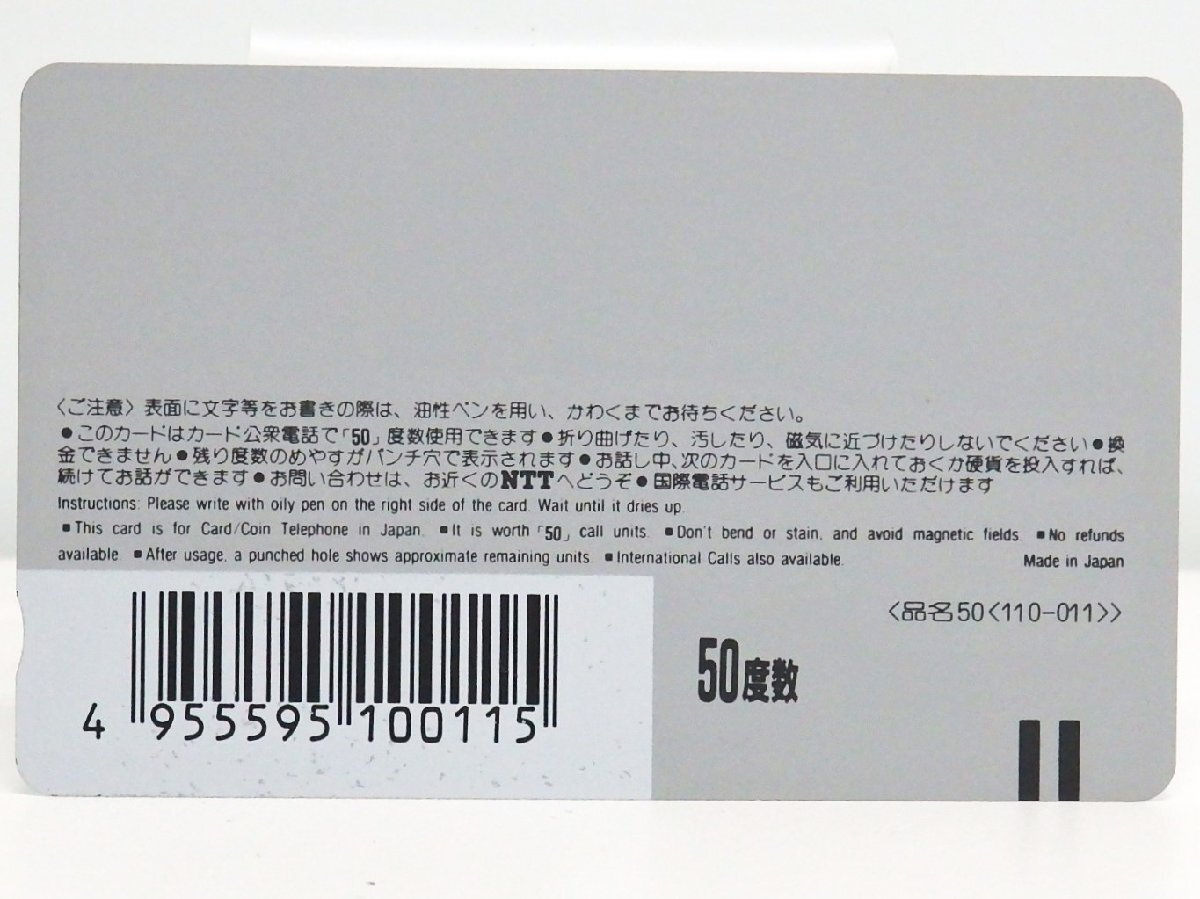 〈ご注意〉表面に文字等をお書きの際は、油性ペンを用い、かわくまでお待ちください。
●このカードはカード公衆電話で「50」度数使用できます●折り曲げたり、汚したり、磁気に近づけたりしないでください●換
金できません●残り度数のめやすがパンチ穴で表示されます●お話し中、次のカードを入口に入れておくか硬貨を投入すれば、
続けてお話ができます●お問い合わせは、お近くのNTTへどうぞ●国際電話サービスもご利用いただけます
Instructions: Please write with oily pen on the right side of the card. Wait until it dries up.
■This card is for Card/Coin Telephone in Japan. ■It is worth「50」call units. ■Don't bend or stain, and avoid magnetic fields ■No refunds
available. ■After usage, a punched hole shows approximate remaining units. ■International Calls also available. Made in Japan
〈品名50〈110-011〉〉
50度数
4 955595 100115